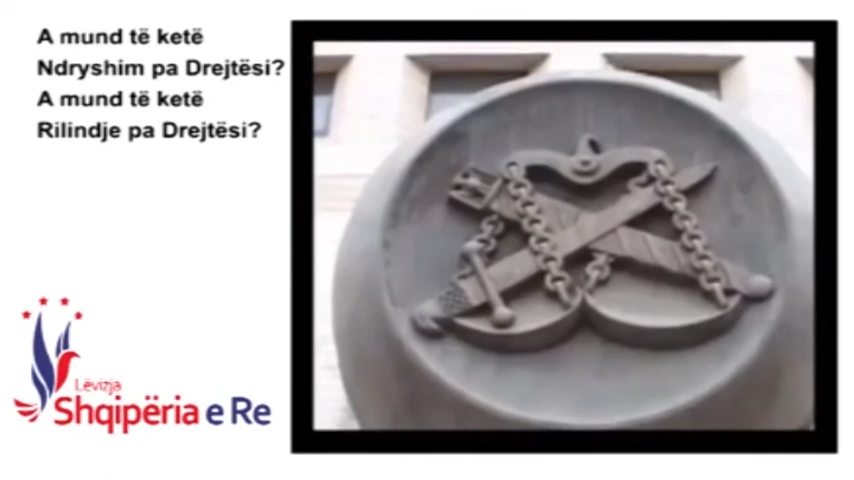 A mund të ketë
Ndryshim pa Drejtësi?
A mund të ketë
Rilindje pa Drejtësi?
Lëvizja
Shqipëria e Re